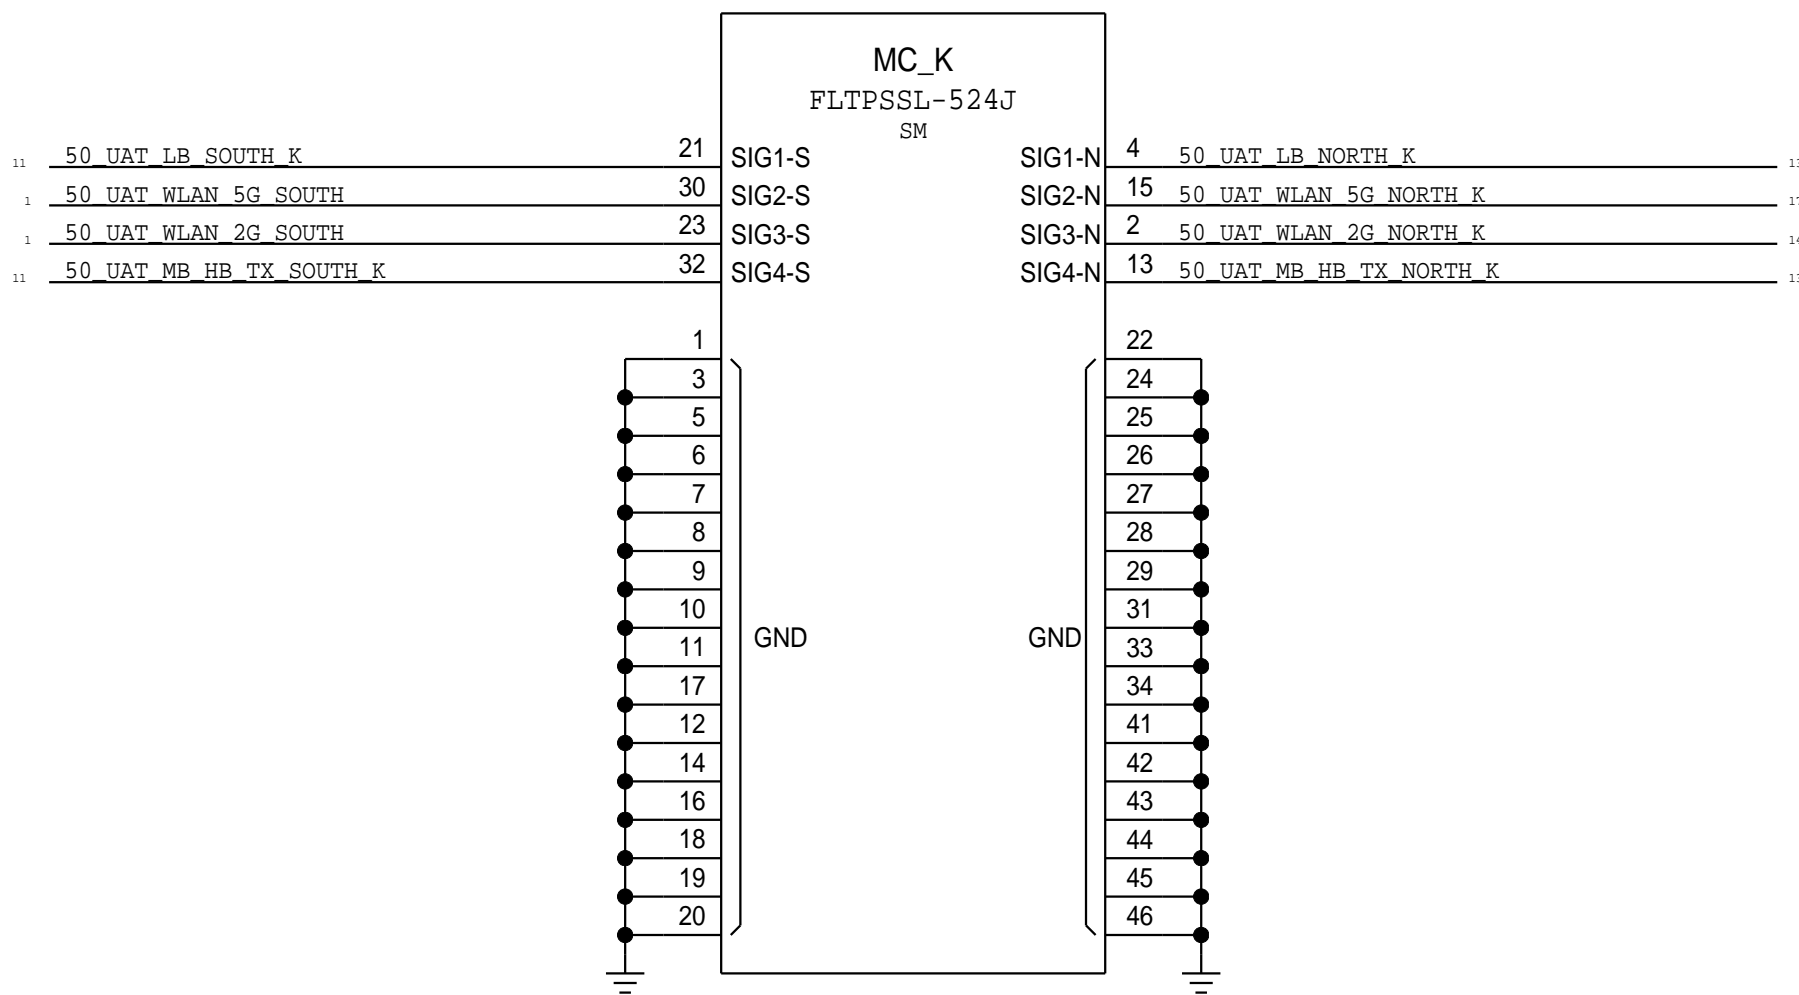 MC_K
FLTPSSL-524J
SM
11 50_UAT_LB_SOUTH_K 21 SIG1-S SIG1-N 4 50_UAT_LB_NORTH_K
1 50_UAT_WLAN_5G_SOUTH 30 SIG2-S SIG2-N 15 50_UAT_WLAN_5G_NORTH_K
1 50_UAT_WLAN_2G_SOUTH 23 SIG3-S SIG3-N 2 50_UAT_WLAN_2G_NORTH_K
11 50_UAT_MB_HB_TX_SOUTH_K 32 SIG4-S SIG4-N 13 50_UAT_MB_HB_TX_NORTH_K
1 22
3 24
5 25
6 26
7 27
8 28
9 29
10 31
GND GND
11 33
17 34
12 41
14 42
16 43
18 44
19 45
20 46